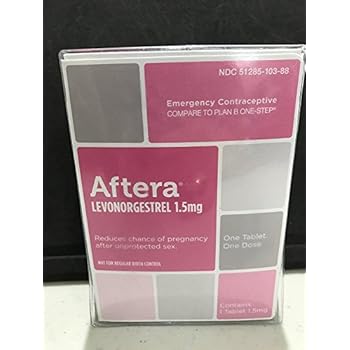 NDC 51285-103-88
Emergency Contraceptive
COMPARE TO PLAN B ONE-STEP®
Aftera®
LEVONORGESTREL 1.5mg
Reduces chance of pregnancy
after unprotected sex.
NOT FOR REGULAR BIRTH CONTROL
One Tablet.
One Dose.
Contains:
1 Tablet 1.5mg